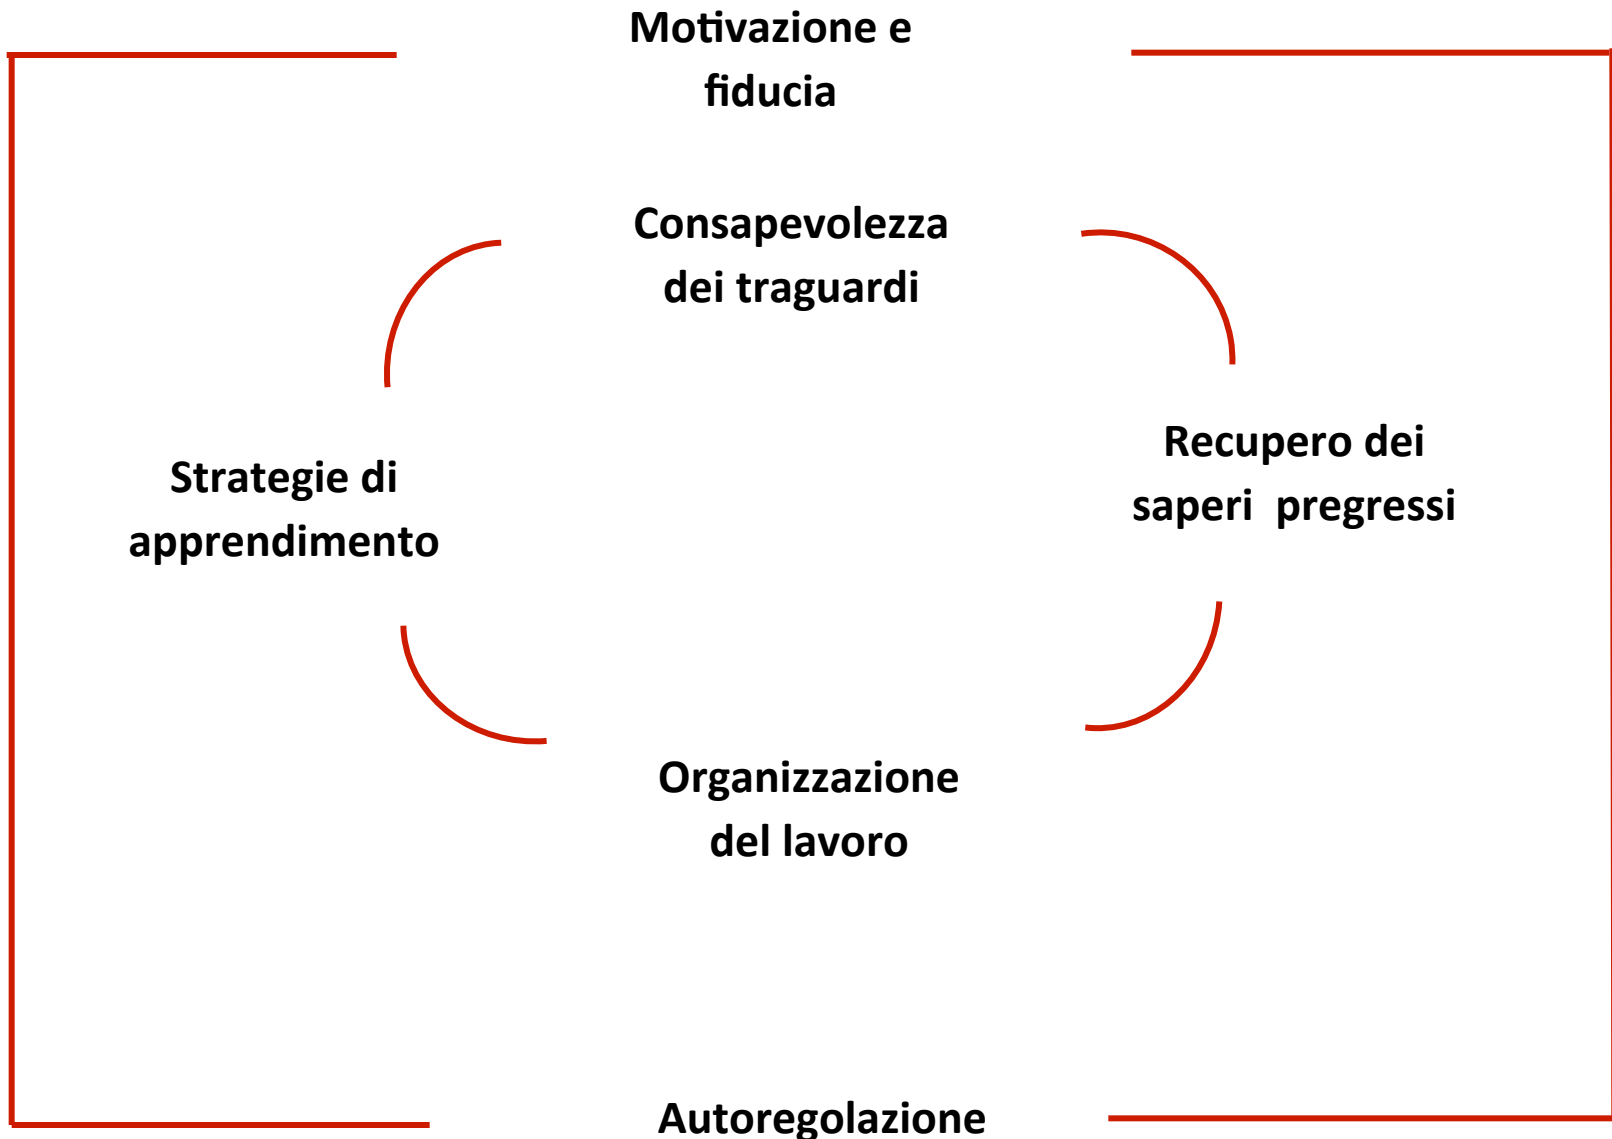 Motivazione e
fiducia
Consapevolezza
dei traguardi
Recupero dei
saperi  pregressi
Strategie di
apprendimento
Organizzazione
del lavoro
Autoregolazione